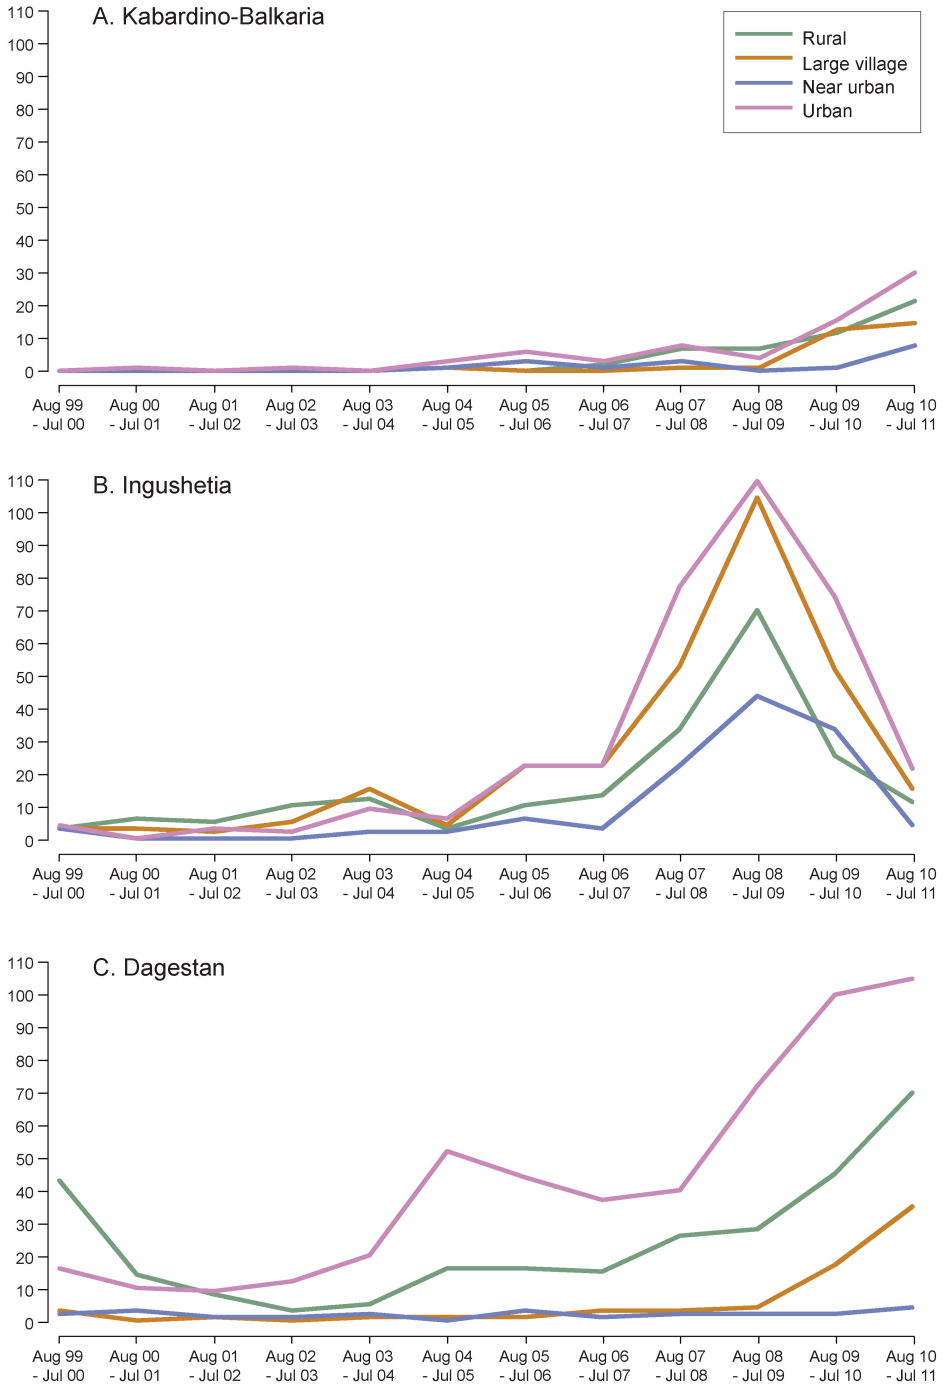 A. Kabardino-Balkaria
Rural
Large village
Near urban
Urban
110
100
90
80
70
60
50
40
30
20
10
0
Aug 99 Aug 00 Aug 01 Aug 02 Aug 03 Aug 04 Aug 05 Aug 06 Aug 07 Aug 08 Aug 09 Aug 10
- Jul 00 - Jul 01 - Jul 02 - Jul 03 - Jul 04 - Jul 05 - Jul 06 - Jul 07 - Jul 08 - Jul 09 - Jul 10 - Jul 11
B. Ingushetia
110
100
90
80
70
60
50
40
30
20
10
0
Aug 99 Aug 00 Aug 01 Aug 02 Aug 03 Aug 04 Aug 05 Aug 06 Aug 07 Aug 08 Aug 09 Aug 10
- Jul 00 - Jul 01 - Jul 02 - Jul 03 - Jul 04 - Jul 05 - Jul 06 - Jul 07 - Jul 08 - Jul 09 - Jul 10 - Jul 11
C. Dagestan
110
100
90
80
70
60
50
40
30
20
10
0
Aug 99 Aug 00 Aug 01 Aug 02 Aug 03 Aug 04 Aug 05 Aug 06 Aug 07 Aug 08 Aug 09 Aug 10
- Jul 00 - Jul 01 - Jul 02 - Jul 03 - Jul 04 - Jul 05 - Jul 06 - Jul 07 - Jul 08 - Jul 09 - Jul 10 - Jul 11